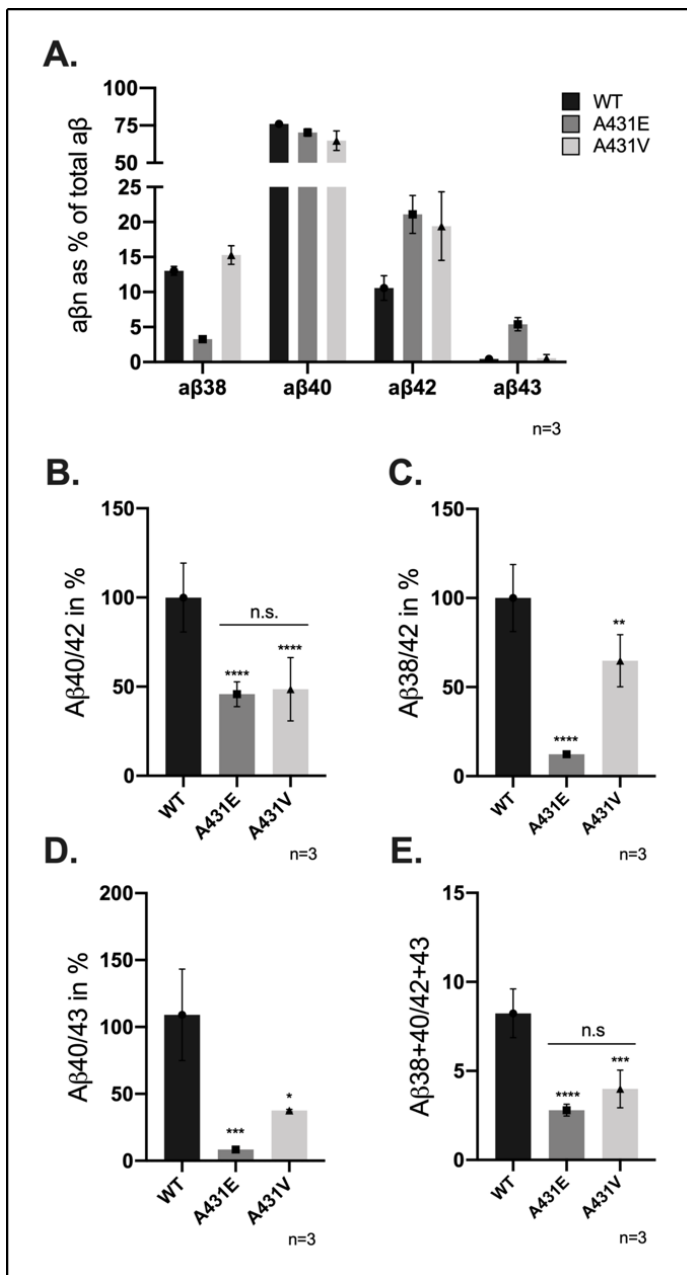 A.
aβn as % of total aβ
100
75
50
25
20
15
10
5
0
WT
A431E
A431V
aβ38 aβ40 aβ42 aβ43
n=3
B.
Aβ40/42 in %
150
100
50
0
n.s.
****
****
WT A431E A431V
n=3
C.
Aβ38/42 in %
150
100
50
0
****
**
WT A431E A431V
n=3
D.
Aβ40/43 in %
200
150
100
50
0
***
*
WT A431E A431V
n=3
E.
Aβ38+40/42+43
15
10
5
0
n.s
****
***
WT A431E A431V
n=3